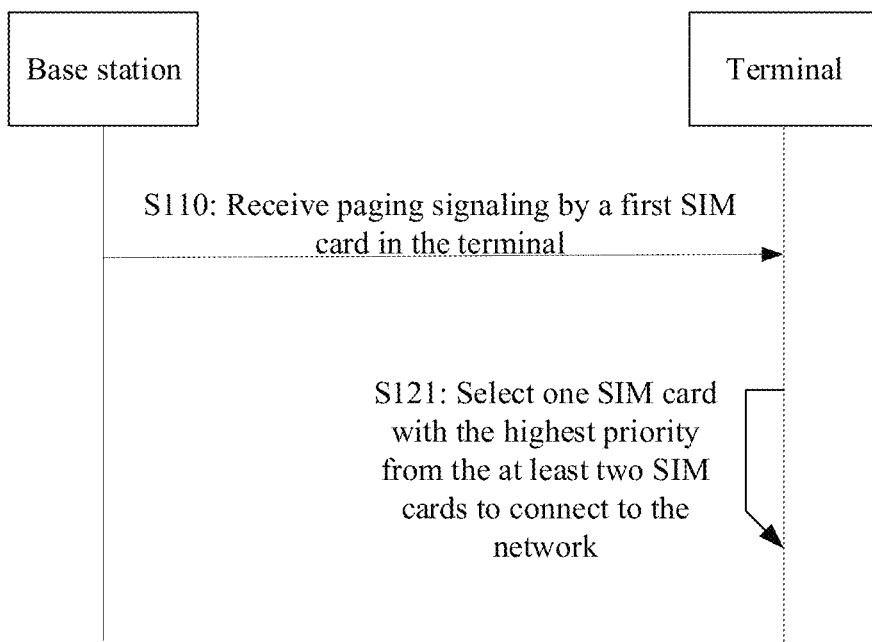 Base station
Terminal
S110: Receive paging signaling by a first SIM
card in the terminal
S121: Select one SIM card
with the highest priority
from the at least two SIM
cards to connect to the
network